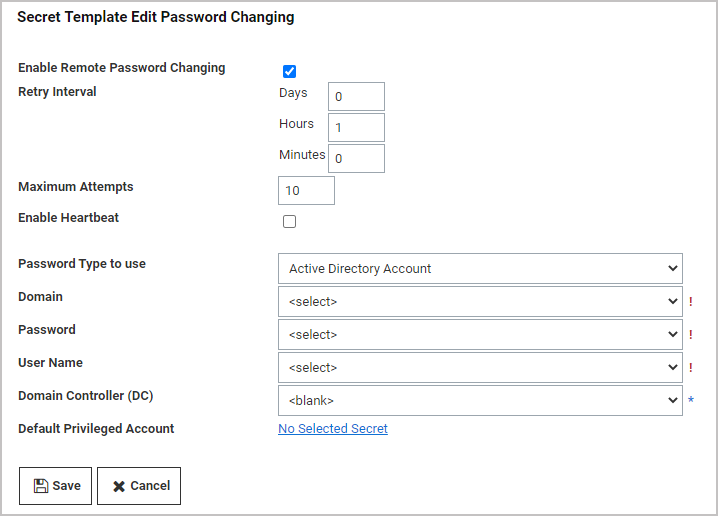 Secret Template Edit Password Changing
Enable Remote Password Changing
Retry Interval Days 0
Hours 1
Minutes 0
Maximum Attempts 10
Enable Heartbeat
Password Type to use Active Directory Account
Domain <select> !
Password <select> !
User Name <select> !
Domain Controller (DC) <blank> *
Default Privileged Account No Selected Secret
Save Cancel